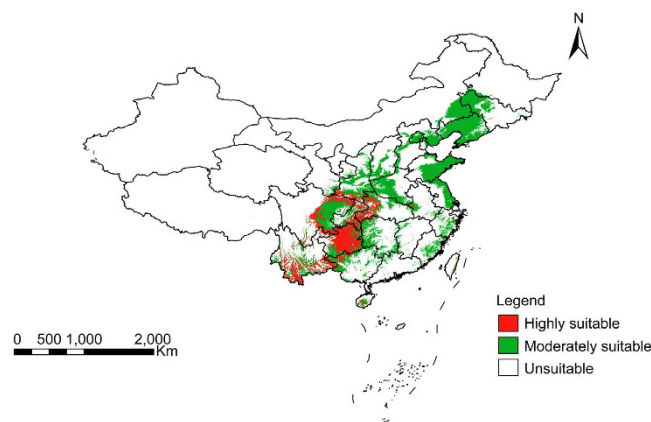 N
Legend
Highly suitable
Moderately suitable
Unsuitable
0 500 1,000 2,000
Km